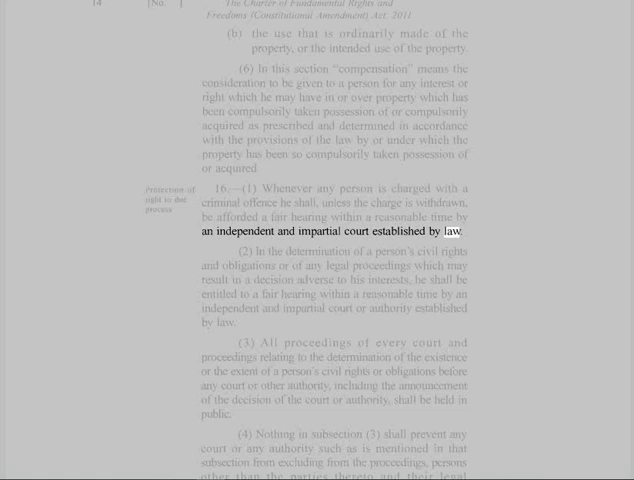 14 [No. ] The Charter of Fundamental Rights and
Freedoms (Constitutional Amendment) Act, 2011
(b) the use that is ordinarily made of the
property, or the intended use of the property.
(6) In this section “compensation” means the
consideration to be given to a person for any interest or
right which he may have in or over property which has
been compulsorily taken possession of or compulsorily
acquired as prescribed and determined in accordance
with the provisions of the law by or under which the
property has been so compulsorily taken possession of
or acquired.
Protection of
right to due
process
16.—(1) Whenever any person is charged with a
criminal offence he shall, unless the charge is withdrawn,
be afforded a fair hearing within a reasonable time by
an independent and impartial court established by law.
(2) In the determination of a person's civil rights
and obligations or of any legal proceedings which may
result in a decision adverse to his interests, he shall be
entitled to a fair hearing within a reasonable time by an
independent and impartial court or authority established
by law.
(3) All proceedings of every court and
proceedings relating to the determination of the existence
or the extent of a person's civil rights or obligations before
any court or other authority, including the announcement
of the decision of the court or authority, shall be held in
public.
(4) Nothing in subsection (3) shall prevent any
court or any authority such as is mentioned in that
subsection from excluding from the proceedings, persons
other than the parties thereto and their legal